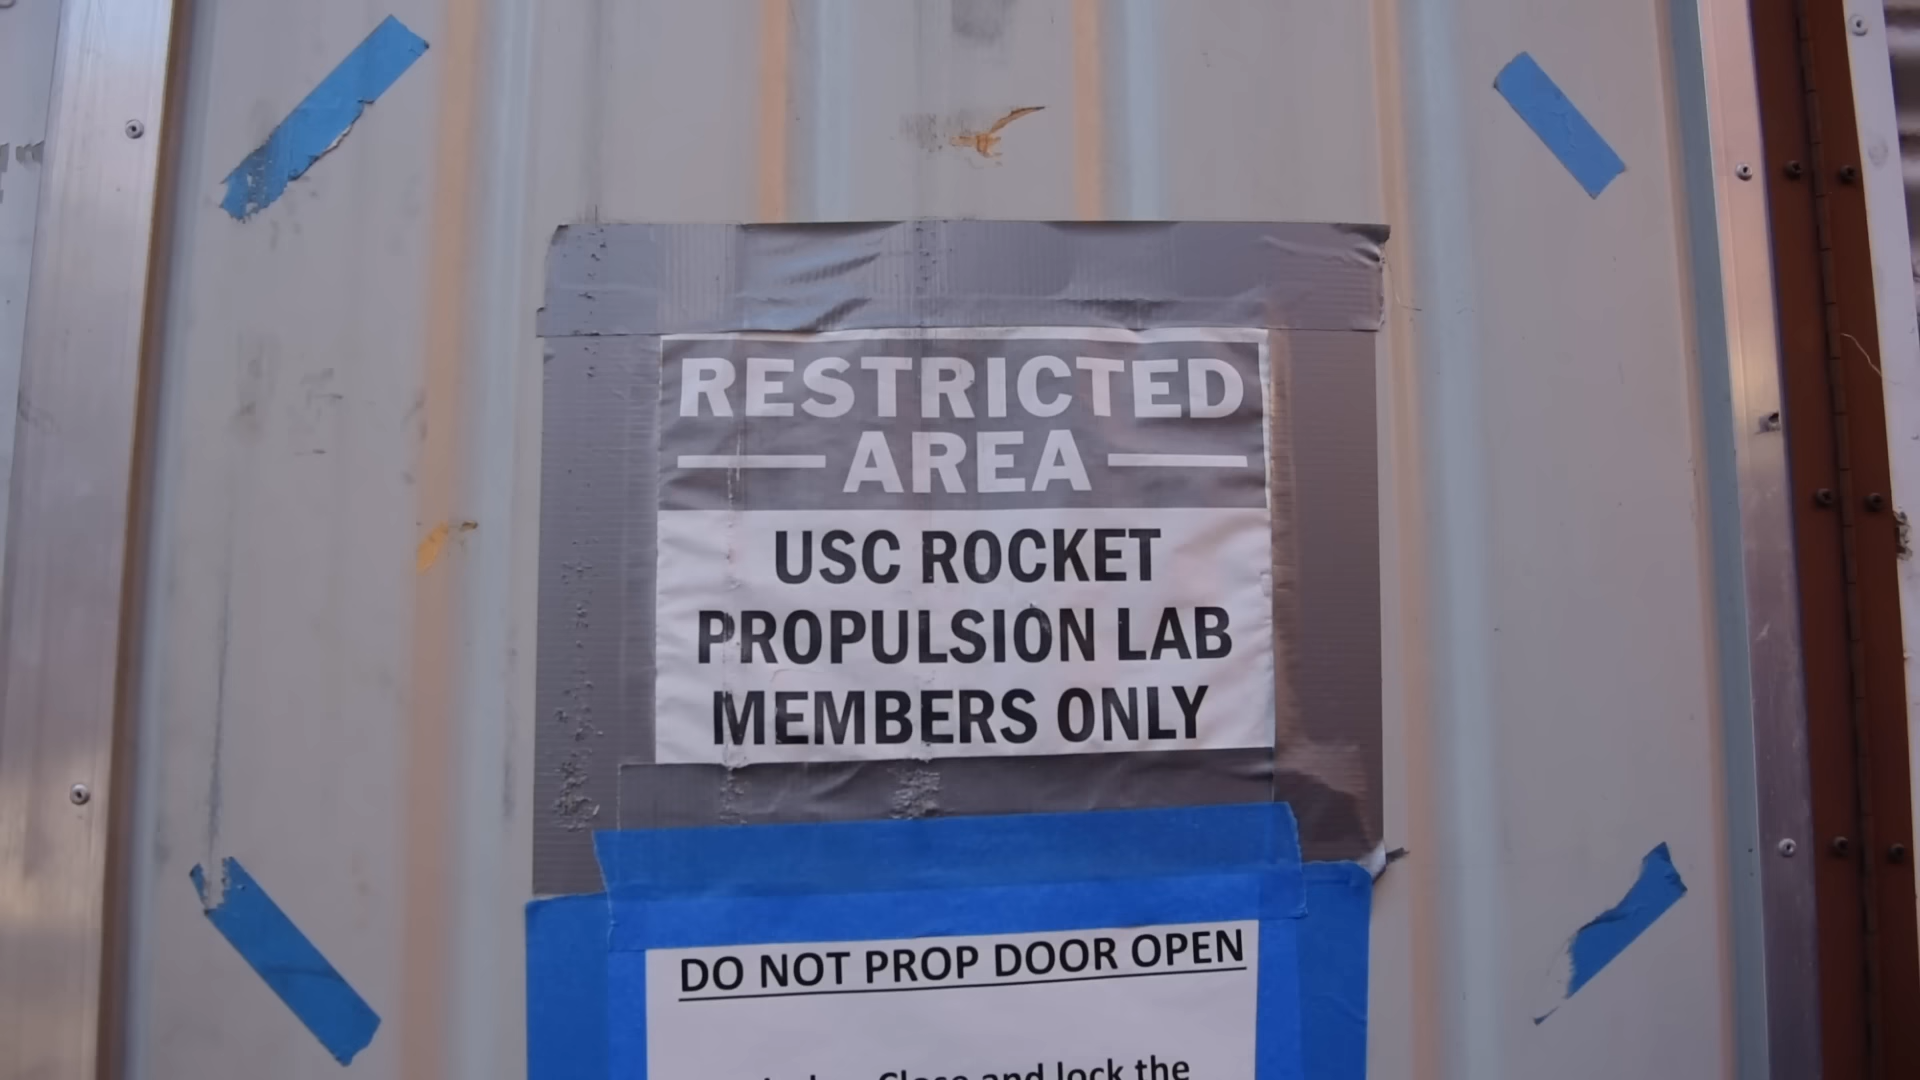 RESTRICTED
AREA
USC ROCKET
PROPULSION LAB
MEMBERS ONLY
DO NOT PROP DOOR OPEN
Close and lock the